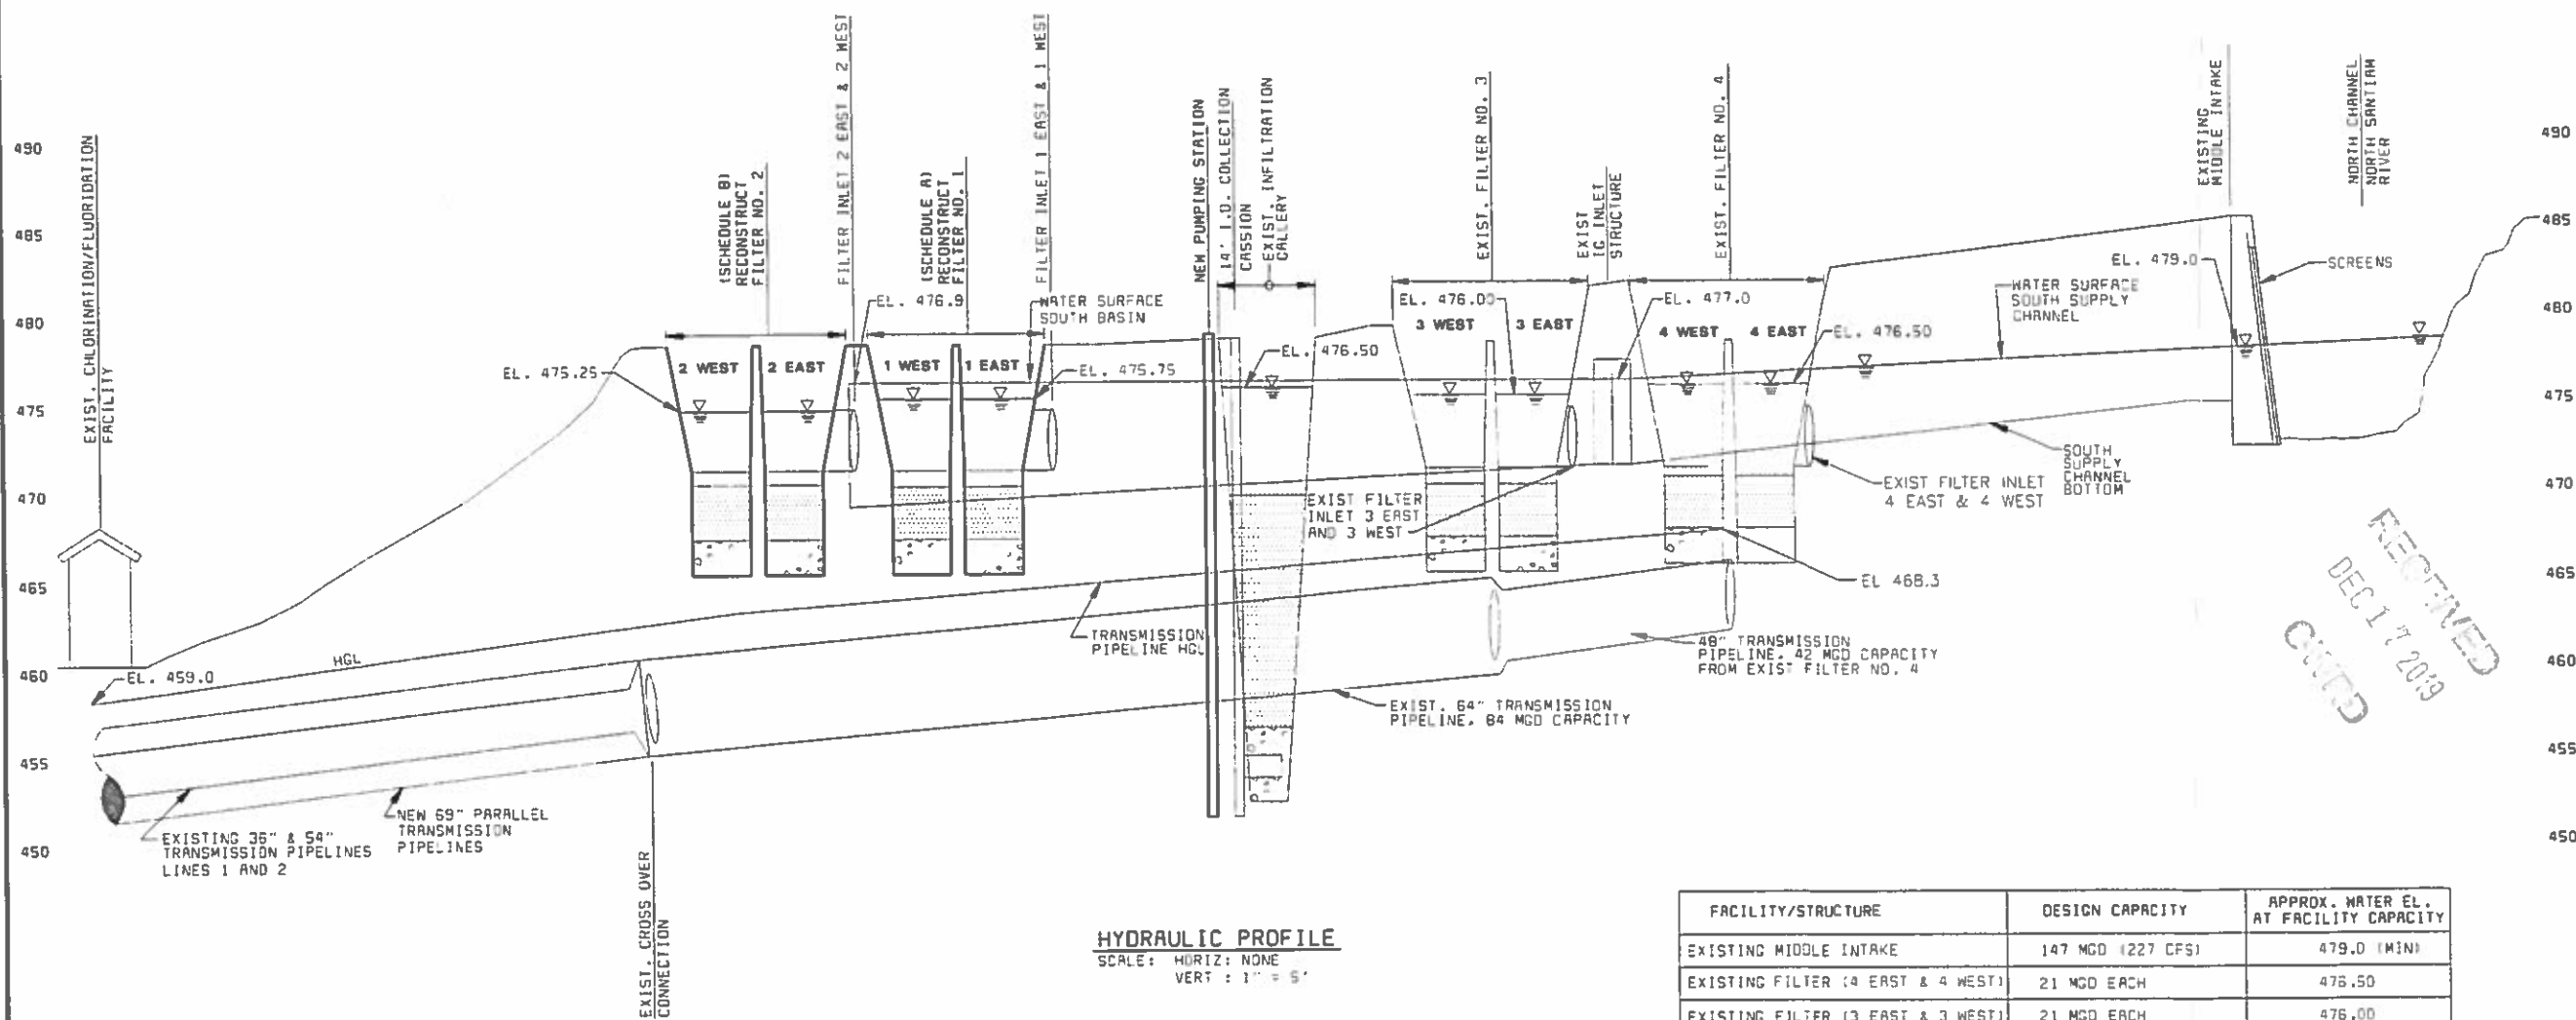 490
485
480
475
470
465
460
455
450
490
485
480
475
470
465
460
455
450
EXIST. CHLORINATION/FLUORIDATION
FACILITY
(SCHEDULE B)
RECONSTRUCT
FILTER NO. 2
FILTER INLET 2 EAST & 2 WEST
(SCHEDULE A)
RECONSTRUCT
FILTER NO. 1
FILTER INLET 1 EAST & 1 WEST
NEW PUMPING STATION
14' I.D. COLLECTION
CASSION
EXIST. INFILTRATION
GALLERY
EXIST. FILTER NO. 3
EXIST
IG INLET
STRUCTURE
EXIST. FILTER NO. 4
EXISTING
MIDDLE INTAKE
NORTH CHANNEL
NORTH SANTIAM
RIVER
EL. 476.9
WATER SURFACE
SOUTH BASIN
EL. 475.25
2 WEST
2 EAST
1 WEST
1 EAST
EL. 475.75
EL. 476.50
EL. 476.00
3 WEST
3 EAST
EL. 477.0
4 WEST
4 EAST
EL. 476.50
WATER SURFACE
SOUTH SUPPLY
CHANNEL
EL. 479.0
SCREENS
SOUTH
SUPPLY
CHANNEL
BOTTOM
EXIST FILTER INLET
4 EAST & 4 WEST
EXIST FILTER
INLET 3 EAST
AND 3 WEST
EL 468.3
HGL
EL. 459.0
TRANSMISSION
PIPELINE HGL
48" TRANSMISSION
PIPELINE. 42 MGD CAPACITY
FROM EXIST FILTER NO. 4
EXIST. 64" TRANSMISSION
PIPELINE. 84 MGD CAPACITY
NEW 69" PARALLEL
TRANSMISSION
PIPELINES
EXISTING 36" & 54"
TRANSMISSION PIPELINES
LINES 1 AND 2
EXIST. CROSS OVER
CONNECTION
RECEIVED
DEC 17 2019
OWRD
HYDRAULIC PROFILE
SCALE: HORIZ: NONE
VERT : 1" = 5'
FACILITY/STRUCTURE DESIGN CAPACITY APPROX. WATER EL.
AT FACILITY CAPACITY
EXISTING MIDDLE INTAKE 147 MGD (227 CFS) 479.0 (MIN)
EXISTING FILTER (4 EAST & 4 WEST) 21 MGD EACH 476.50
EXISTING FILTER (3 EAST & 3 WEST) 21 MGD EACH 476.00